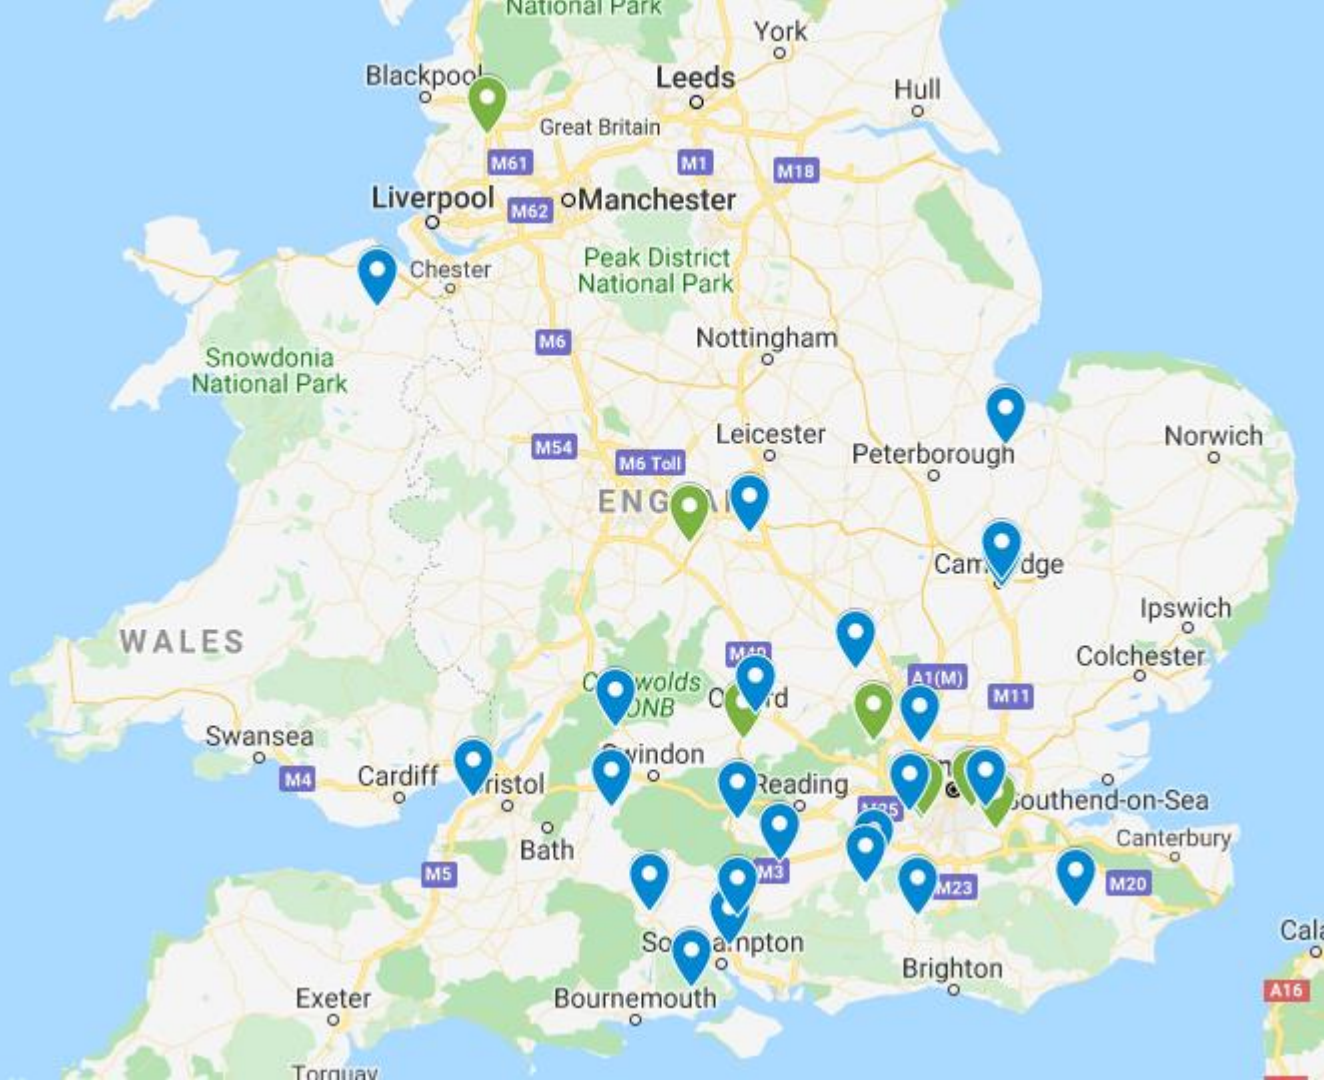 National Park
York
Blackpool
Leeds
Hull
Great Britain
M61
M1
M18
Liverpool
Manchester
M62
Peak District
National Park
Chester
Nottingham
M6
Snowdonia
National Park
Leicester
Norwich
M54
Peterborough
M6 Toll
Ipswich
WALES
Colchester
A1(M)
M11
Swansea
Swindon
M4
Cardiff
Reading
Southend-on-Sea
Canterbury
Bath
M5
M3
M20
M23
Brighton
Exeter
Bournemouth
A16
Torquay